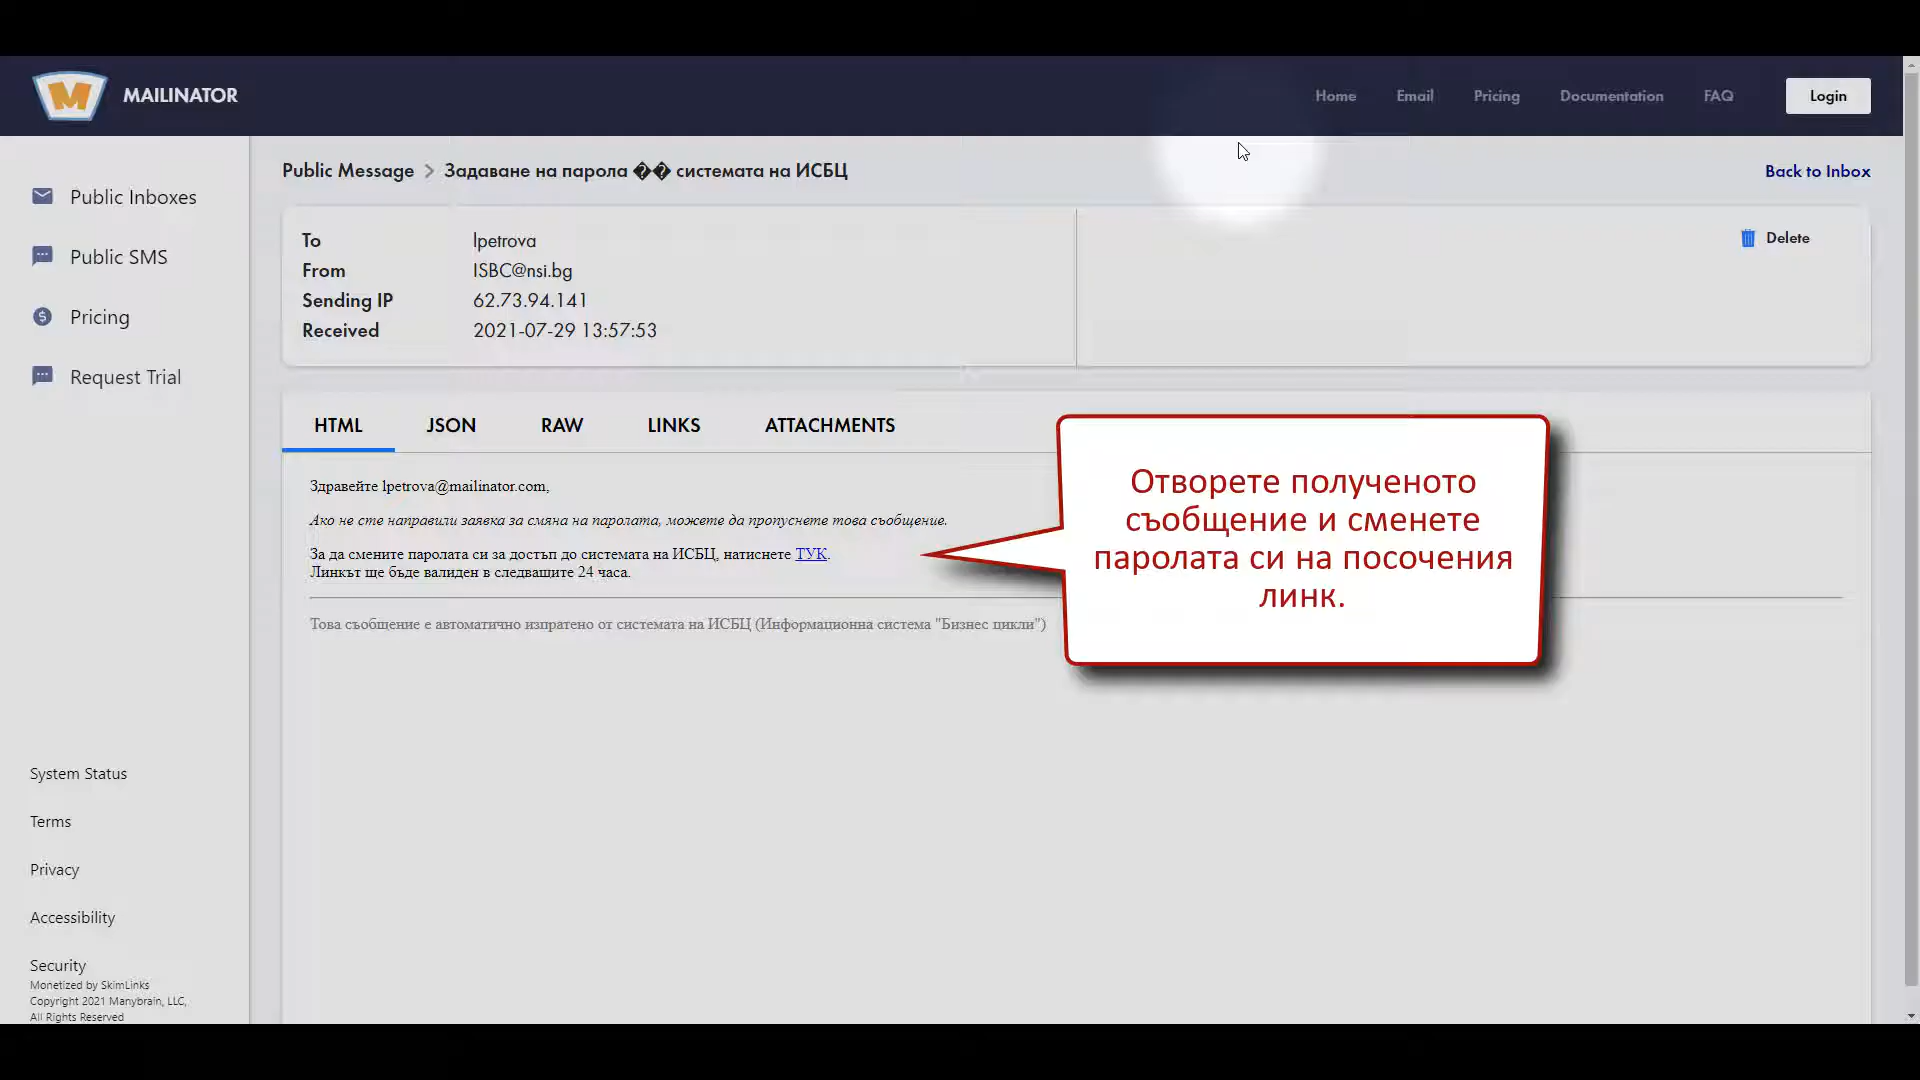 MAILINATOR
Home
Email
Pricing
Documentation
FAQ
Login
Public Inboxes
Public SMS
Pricing
Request Trial
System Status
Terms
Privacy
Accessibility
Security
Monetized by SkimLinks
Copyright 2021 Manybrain, LLC,
All Rights Reserved
Public Message > Задаване на парола �� системата на ИСБЦ
Back to Inbox
To lpetrova
From ISBC@nsi.bg
Sending IP 62.73.94.141
Received 2021-07-29 13:57:53
Delete
HTML
JSON
RAW
LINKS
ATTACHMENTS
Здравейте lpetrova@mailinator.com,
Ако не сте направили заявка за смяна на паролата, можете да пропуснете това съобщение.
За да смените паролата си за достъп до системата на ИСБЦ, натиснете ТУК.
Линкът ще бъде валиден в следващите 24 часа.
Това съобщение е автоматично изпратено от системата на ИСБЦ (Информационна система "Бизнес цикли")
Отворете полученото
съобщение и сменете
паролата си на посочения
линк.